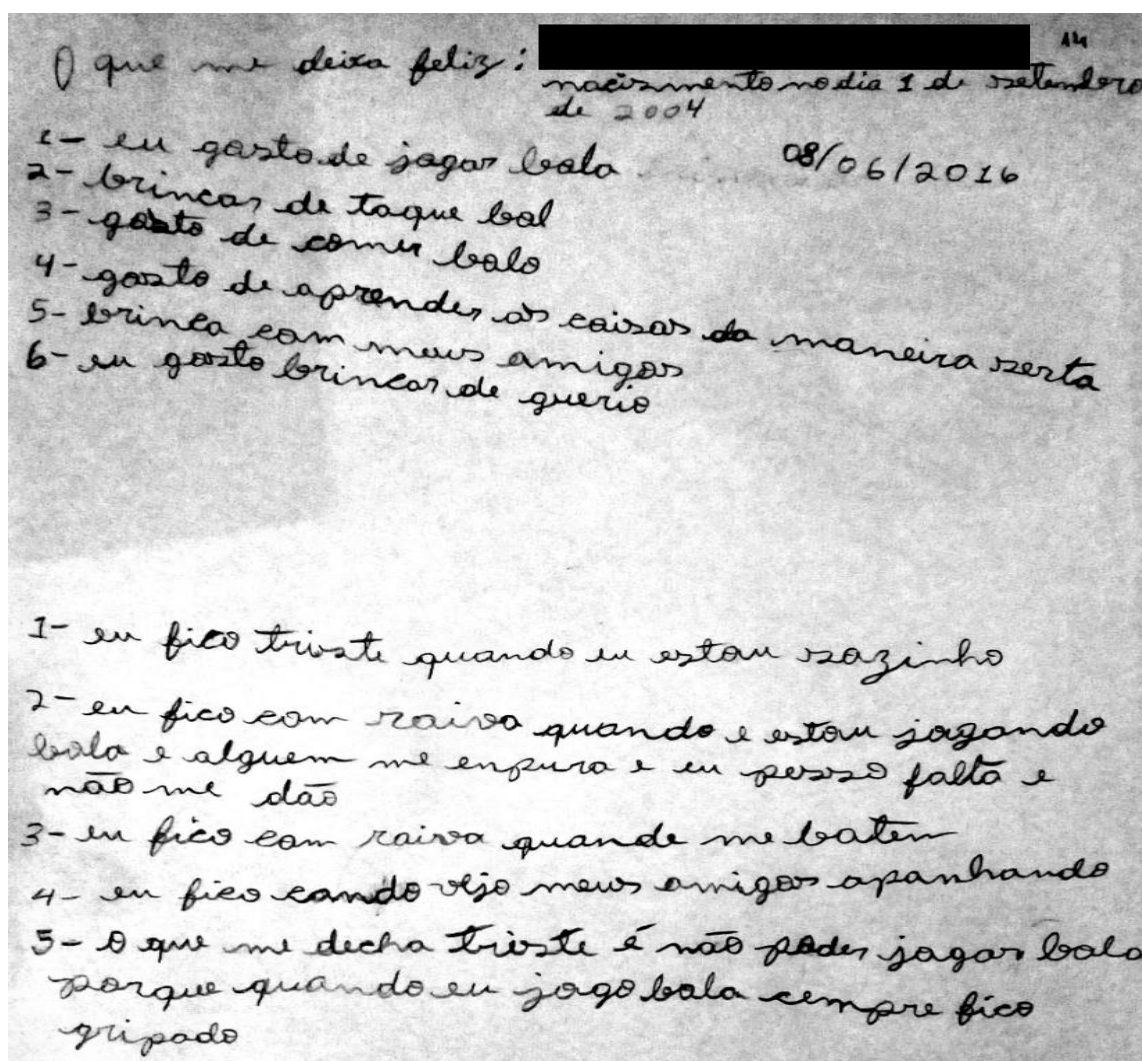 O que me deixa feliz:
14
nacismento no dia 1 de setembro
de 2004
08/06/2016
1- eu gosto de jogar bola
2- brincar de taque bol
3- gosto de comer bolo
4- gosto de aprender as coisas da maneira serta
5- brinca com meus amigos
6- eu gosto brincar de guerio
1- eu fico triste quando eu estou sozinho
2- eu fico com raiva quando e estou jogando
bola e alguem me enpura e eu pesso falta e
não me dão
3- eu fico com raiva quande me batem
4- eu fico cando vejo meus amigos apanhando
5- O que me decha triste é não poder jogar bola
porque quando eu jogo bola cempre fico
gripado